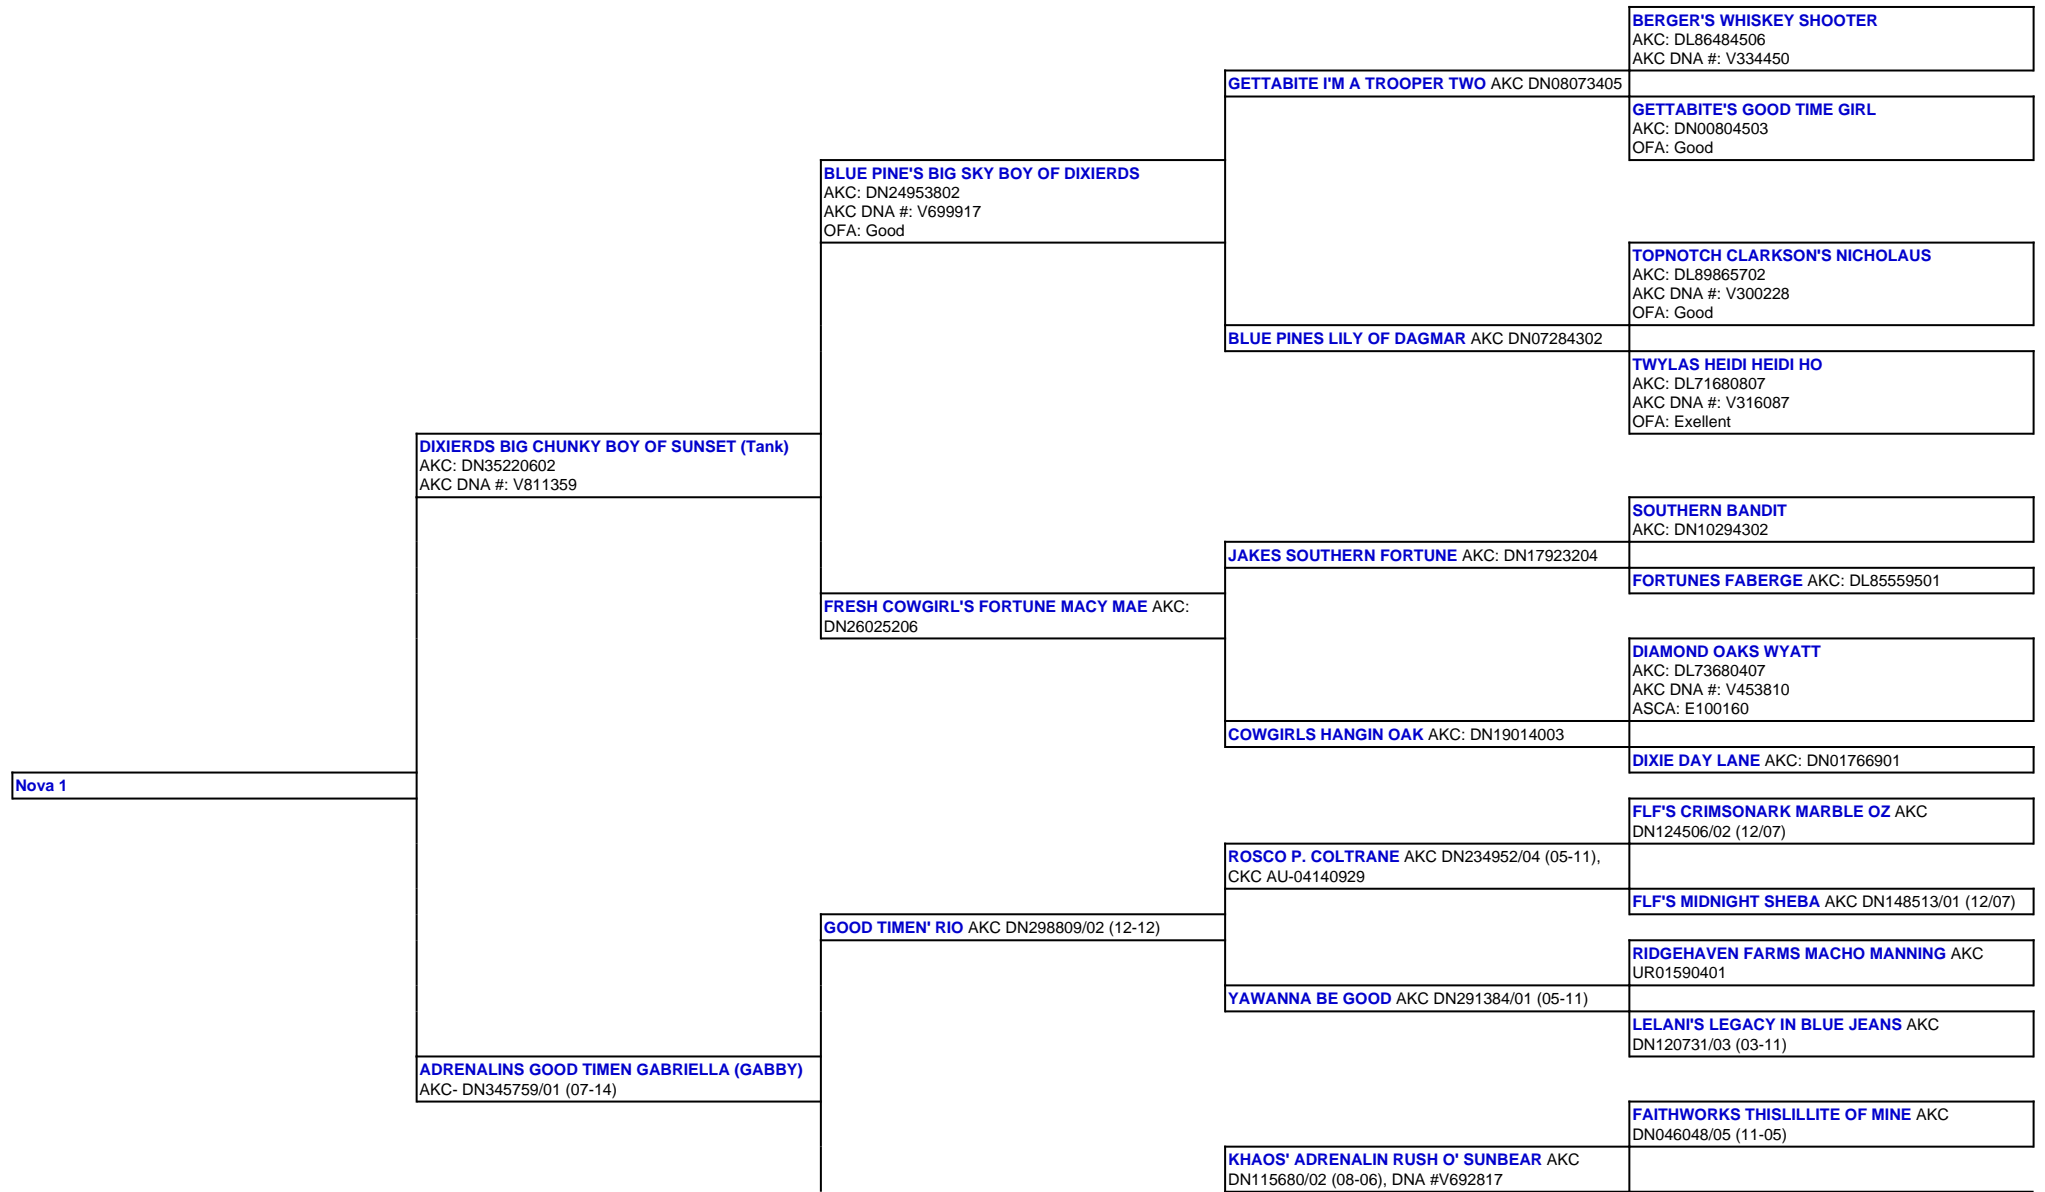 BERGER'S WHISKEY SHOOTER
AKC: DL86484506
AKC DNA #: V334450
GETTABITE I'M A TROOPER TWO AKC DN08073405
GETTABITE'S GOOD TIME GIRL
AKC: DN00804503
OFA: Good
BLUE PINE'S BIG SKY BOY OF DIXIERDS
AKC: DN24953802
AKC DNA #: V699917
OFA: Good
TOPNOTCH CLARKSON'S NICHOLAUS
AKC: DL89865702
AKC DNA #: V300228
OFA: Good
BLUE PINES LILY OF DAGMAR AKC DN07284302
TWYLAS HEIDI HEIDI HO
AKC: DL71680807
AKC DNA #: V316087
OFA: Exellent
DIXIERDS BIG CHUNKY BOY OF SUNSET (Tank)
AKC: DN35220602
AKC DNA #: V811359
SOUTHERN BANDIT
AKC: DN10294302
JAKES SOUTHERN FORTUNE AKC: DN17923204
FORTUNES FABERGE AKC: DL85559501
FRESH COWGIRL'S FORTUNE MACY MAE AKC:
DN26025206
DIAMOND OAKS WYATT
AKC: DL73680407
AKC DNA #: V453810
ASCA: E100160
COWGIRLS HANGIN OAK AKC: DN19014003
DIXIE DAY LANE AKC: DN01766901
Nova 1
FLF'S CRIMSONARK MARBLE OZ AKC
DN124506/02 (12/07)
ROSCO P. COLTRANE AKC DN234952/04 (05-11),
CKC AU-04140929
FLF'S MIDNIGHT SHEBA AKC DN148513/01 (12/07)
GOOD TIMEN' RIO AKC DN298809/02 (12-12)
RIDGEHAVEN FARMS MACHO MANNING AKC
UR01590401
YAWANNA BE GOOD AKC DN291384/01 (05-11)
LELANI'S LEGACY IN BLUE JEANS AKC
DN120731/03 (03-11)
ADRENALINS GOOD TIMEN GABRIELLA (GABBY)
AKC- DN345759/01 (07-14)
FAITHWORKS THISLILLITE OF MINE AKC
DN046048/05 (11-05)
KHAOS' ADRENALIN RUSH O' SUNBEAR AKC
DN115680/02 (08-06), DNA #V692817